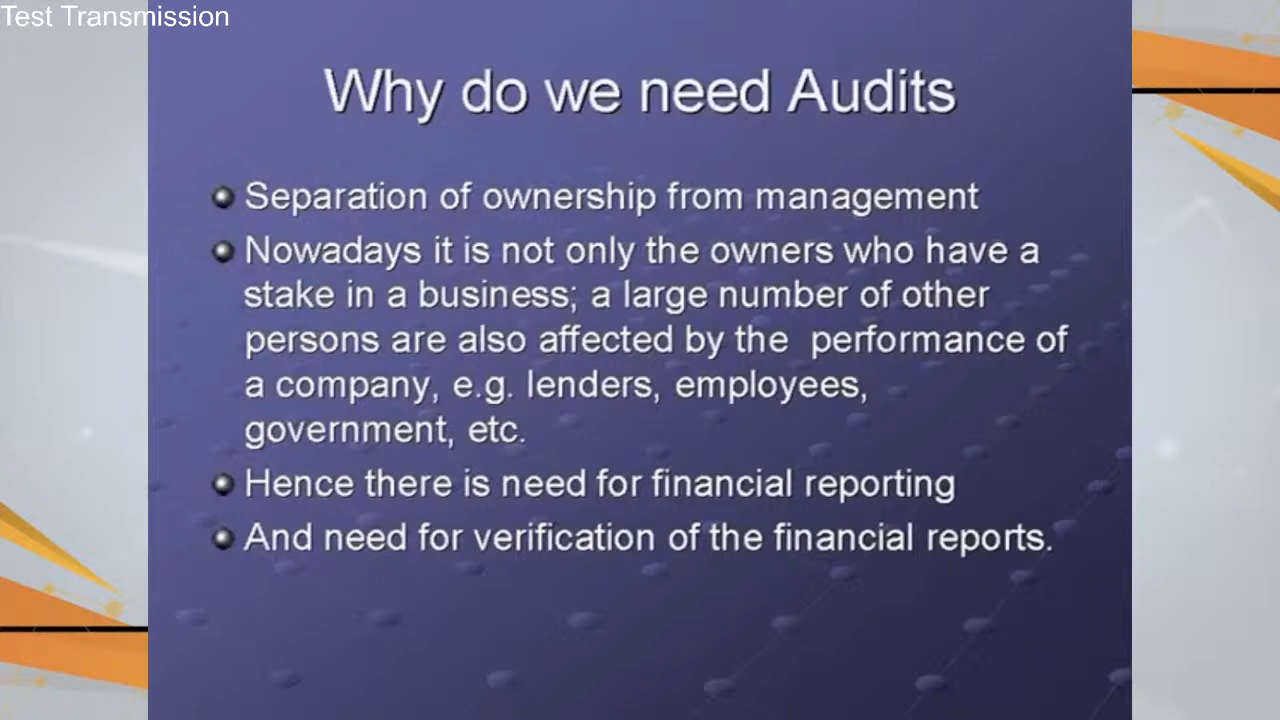 Test Transmission
Why do we need Audits
Separation of ownership from management
Nowadays it is not only the owners who have a
stake in a business; a large number of other
persons are also affected by the  performance of
a company, e.g. lenders, employees,
government, etc.
Hence there is need for financial reporting
And need for verification of the financial reports.